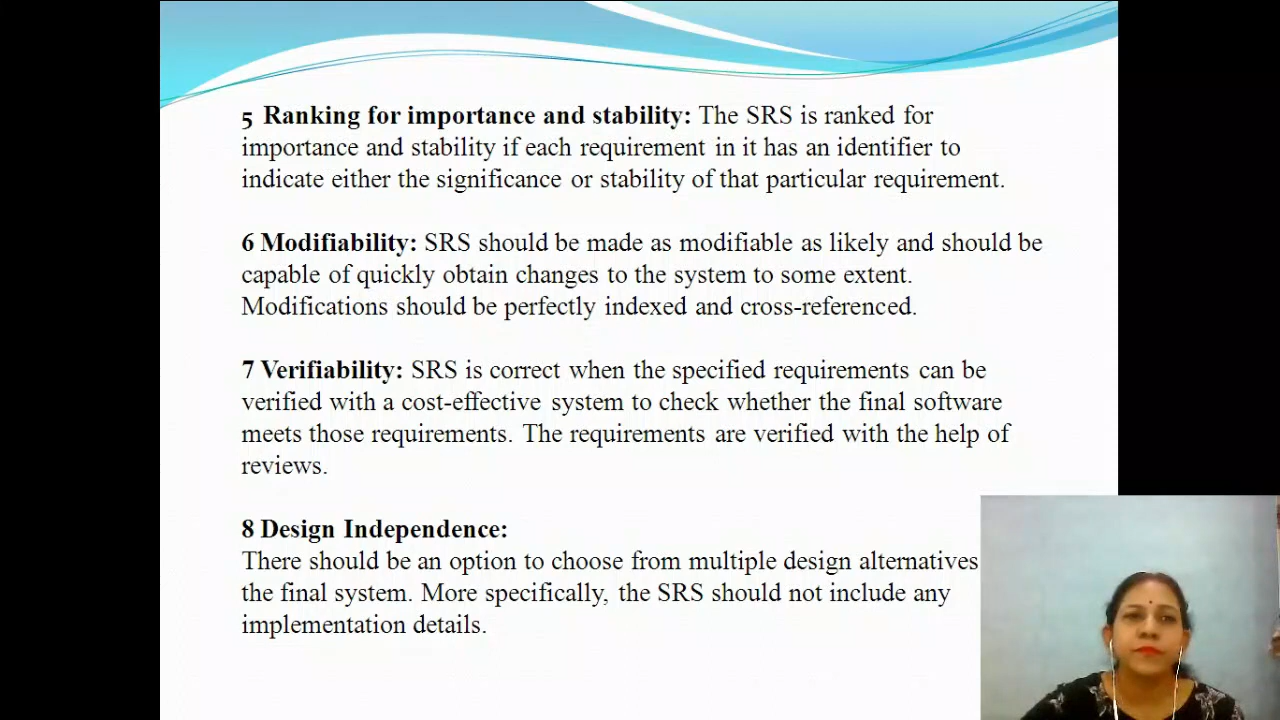 5 Ranking for importance and stability: The SRS is ranked for
importance and stability if each requirement in it has an identifier to
indicate either the significance or stability of that particular requirement.
6 Modifiability: SRS should be made as modifiable as likely and should be
capable of quickly obtain changes to the system to some extent.
Modifications should be perfectly indexed and cross-referenced.
7 Verifiability: SRS is correct when the specified requirements can be
verified with a cost-effective system to check whether the final software
meets those requirements. The requirements are verified with the help of
reviews.
8 Design Independence:
There should be an option to choose from multiple design alternatives
the final system. More specifically, the SRS should not include any
implementation details.